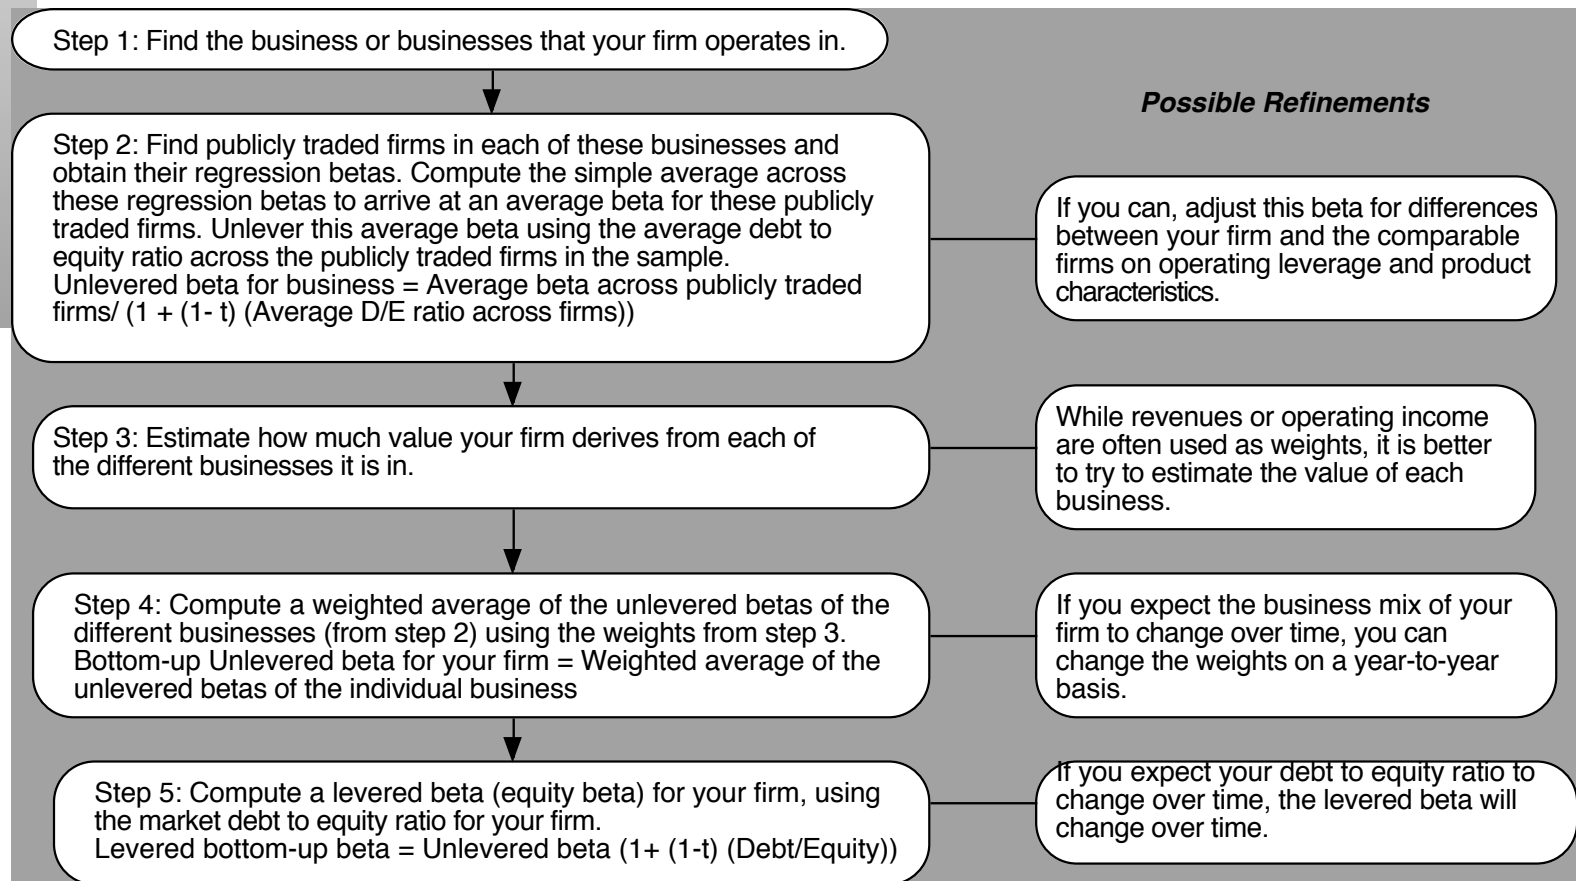 Step 1: Find the business or businesses that your firm operates in.
Possible Refinements
Step 2: Find publicly traded firms in each of these businesses and
obtain their regression betas. Compute the simple average across
these regression betas to arrive at an average beta for these publicly
traded firms. Unlever this average beta using the average debt to
equity ratio across the publicly traded firms in the sample.
Unlevered beta for business = Average beta across publicly traded
firms/ (1 + (1- t) (Average D/E ratio across firms))
If you can, adjust this beta for differences
between your firm and the comparable
firms on operating leverage and product
characteristics.
Step 3: Estimate how much value your firm derives from each of
the different businesses it is in.
While revenues or operating income
are often used as weights, it is better
to try to estimate the value of each
business.
Step 4: Compute a weighted average of the unlevered betas of the
different businesses (from step 2) using the weights from step 3.
Bottom-up Unlevered beta for your firm = Weighted average of the
unlevered betas of the individual business
If you expect the business mix of your
firm to change over time, you can
change the weights on a year-to-year
basis.
Step 5: Compute a levered beta (equity beta) for your firm, using
the market debt to equity ratio for your firm.
Levered bottom-up beta = Unlevered beta (1+ (1-t) (Debt/Equity))
If you expect your debt to equity ratio to
change over time, the levered beta will
change over time.